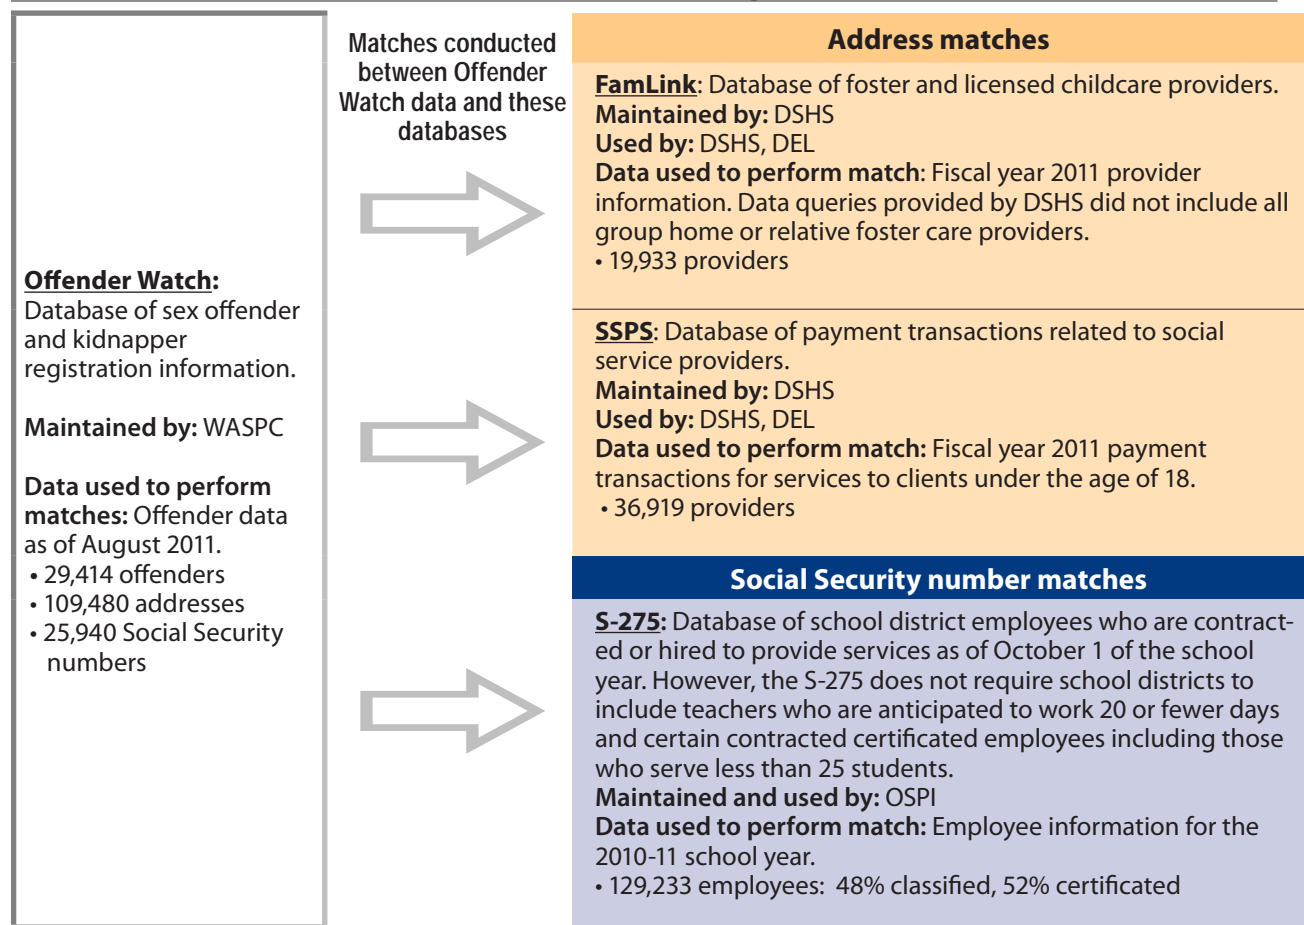 Offender Watch:
Database of sex offender
and kidnapper
registration information.
Maintained by: WASPC
Data used to perform
matches: Offender data
as of August 2011.
• 29,414 offenders
• 109,480 addresses
• 25,940 Social Security
numbers
Matches conducted
between Offender
Watch data and these
databases
Address matches
FamLink: Database of foster and licensed childcare providers.
Maintained by: DSHS
Used by: DSHS, DEL
Data used to perform match: Fiscal year 2011 provider
information. Data queries provided by DSHS did not include all
group home or relative foster care providers.
• 19,933 providers
SSPS: Database of payment transactions related to social
service providers.
Maintained by: DSHS
Used by: DSHS, DEL
Data used to perform match: Fiscal year 2011 payment
transactions for services to clients under the age of 18.
• 36,919 providers
Social Security number matches
S-275: Database of school district employees who are contract-
ed or hired to provide services as of October 1 of the school
year. However, the S-275 does not require school districts to
include teachers who are anticipated to work 20 or fewer days
and certain contracted certificated employees including those
who serve less than 25 students.
Maintained and used by: OSPI
Data used to perform match: Employee information for the
2010-11 school year.
• 129,233 employees: 48% classified, 52% certificated